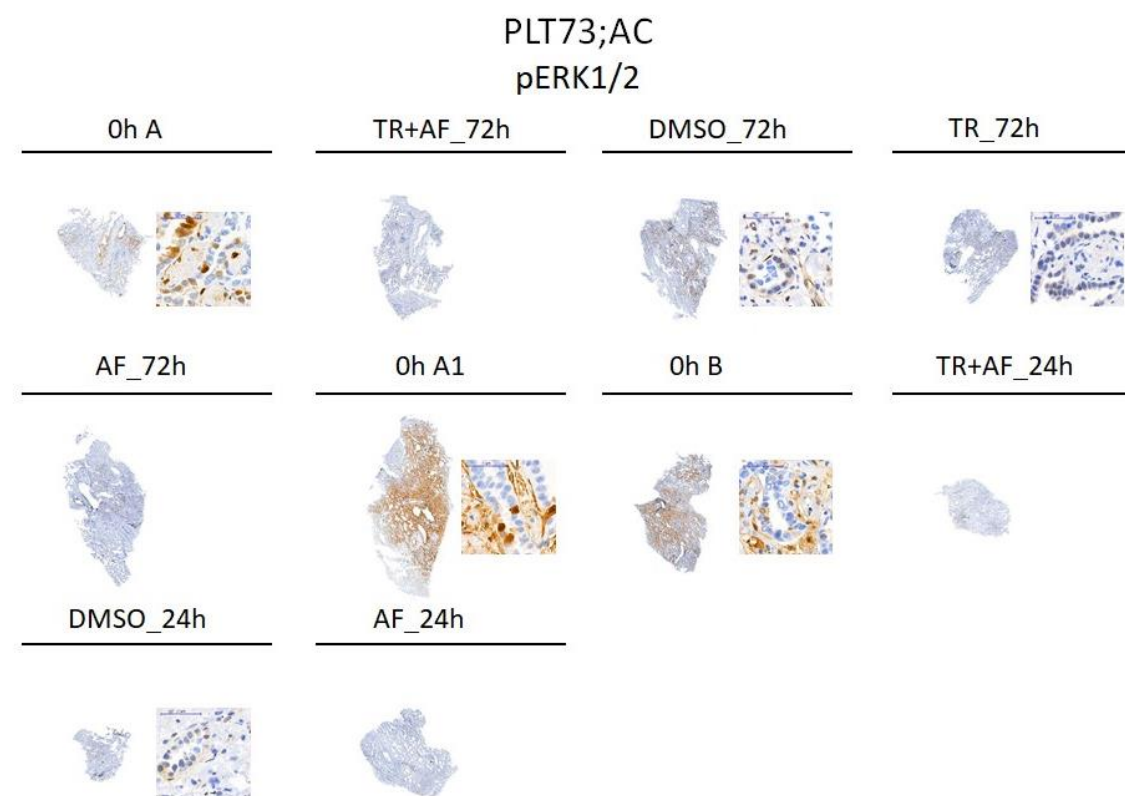 PLT73;AC
pERK1/2
0h A TR+AF_72h DMSO_72h TR_72h
AF_72h 0h A1 0h B TR+AF_24h
DMSO_24h AF_24h